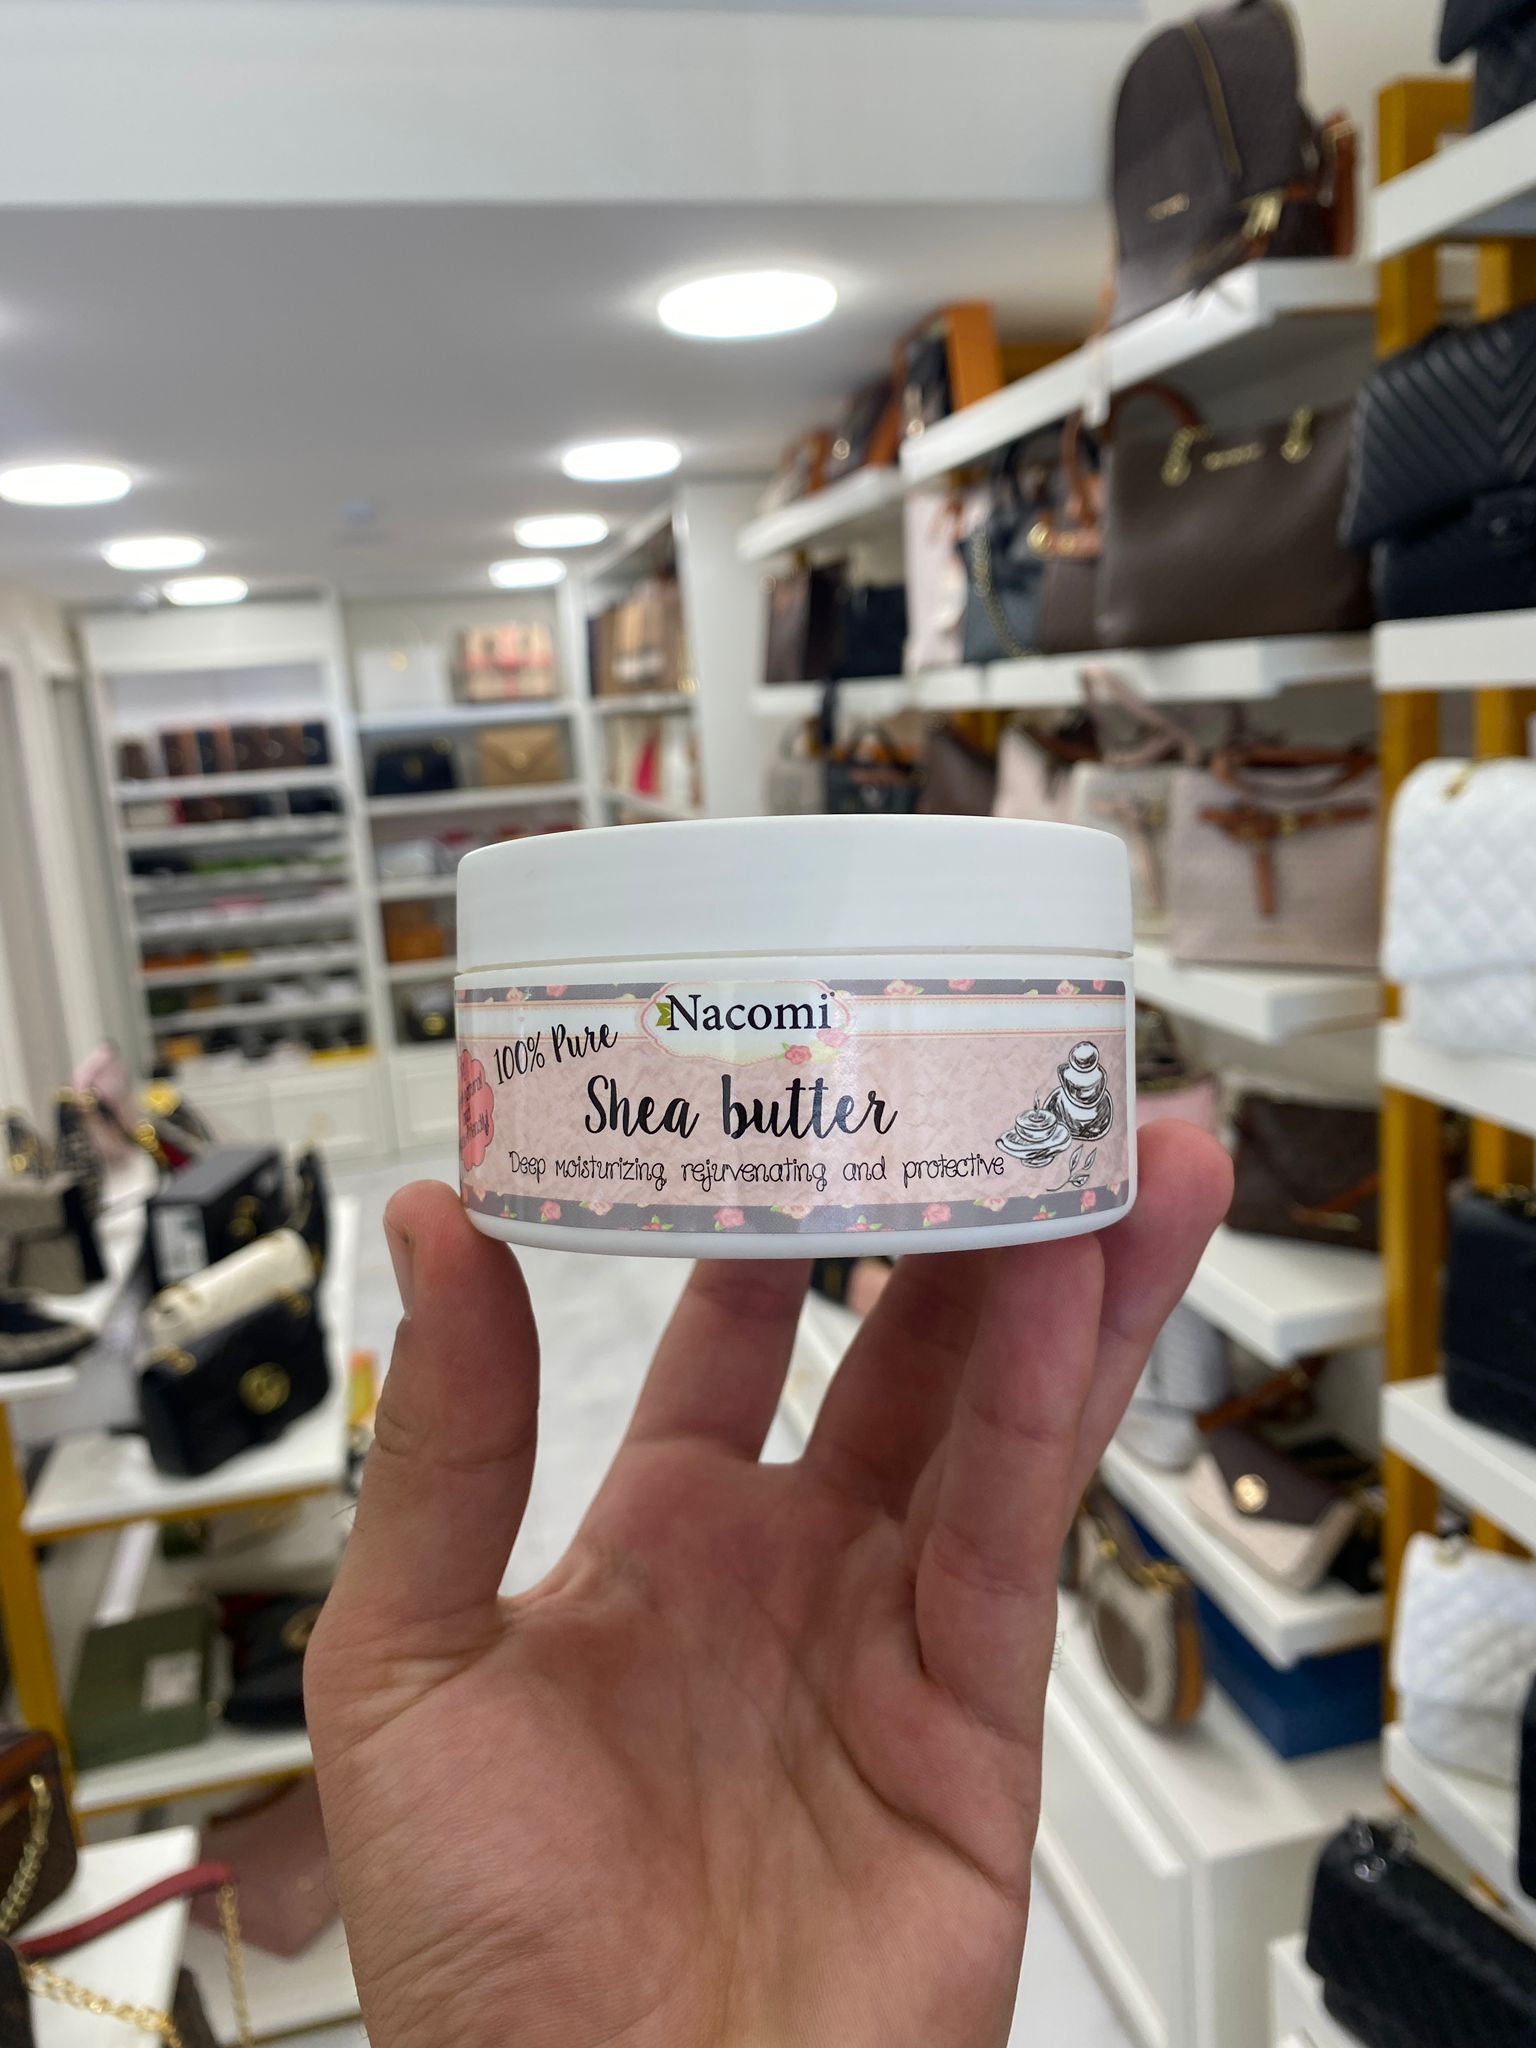 Nacomi
100% Pure
Shea butter
Deep moisturizing, rejuvenating and protective